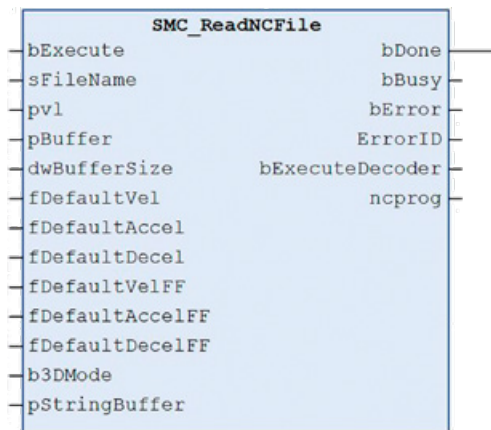 SMC_ReadNCFile
bExecute bDone
sFileName bBusy
pvl bError
pBuffer ErrorID
dwBufferSize bExecuteDecoder
fDefaultVel ncprog
fDefaultAccel
fDefaultDecel
fDefaultVelFF
fDefaultAccelFF
fDefaultDecelFF
b3DMode
pStringBuffer